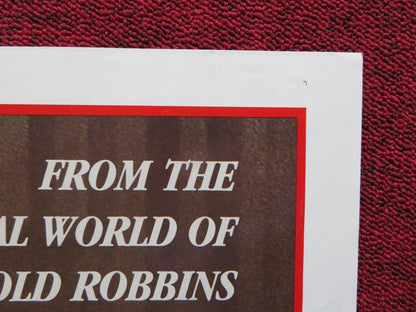 FROM THE
AL WORLD OF
OLD ROBBINS